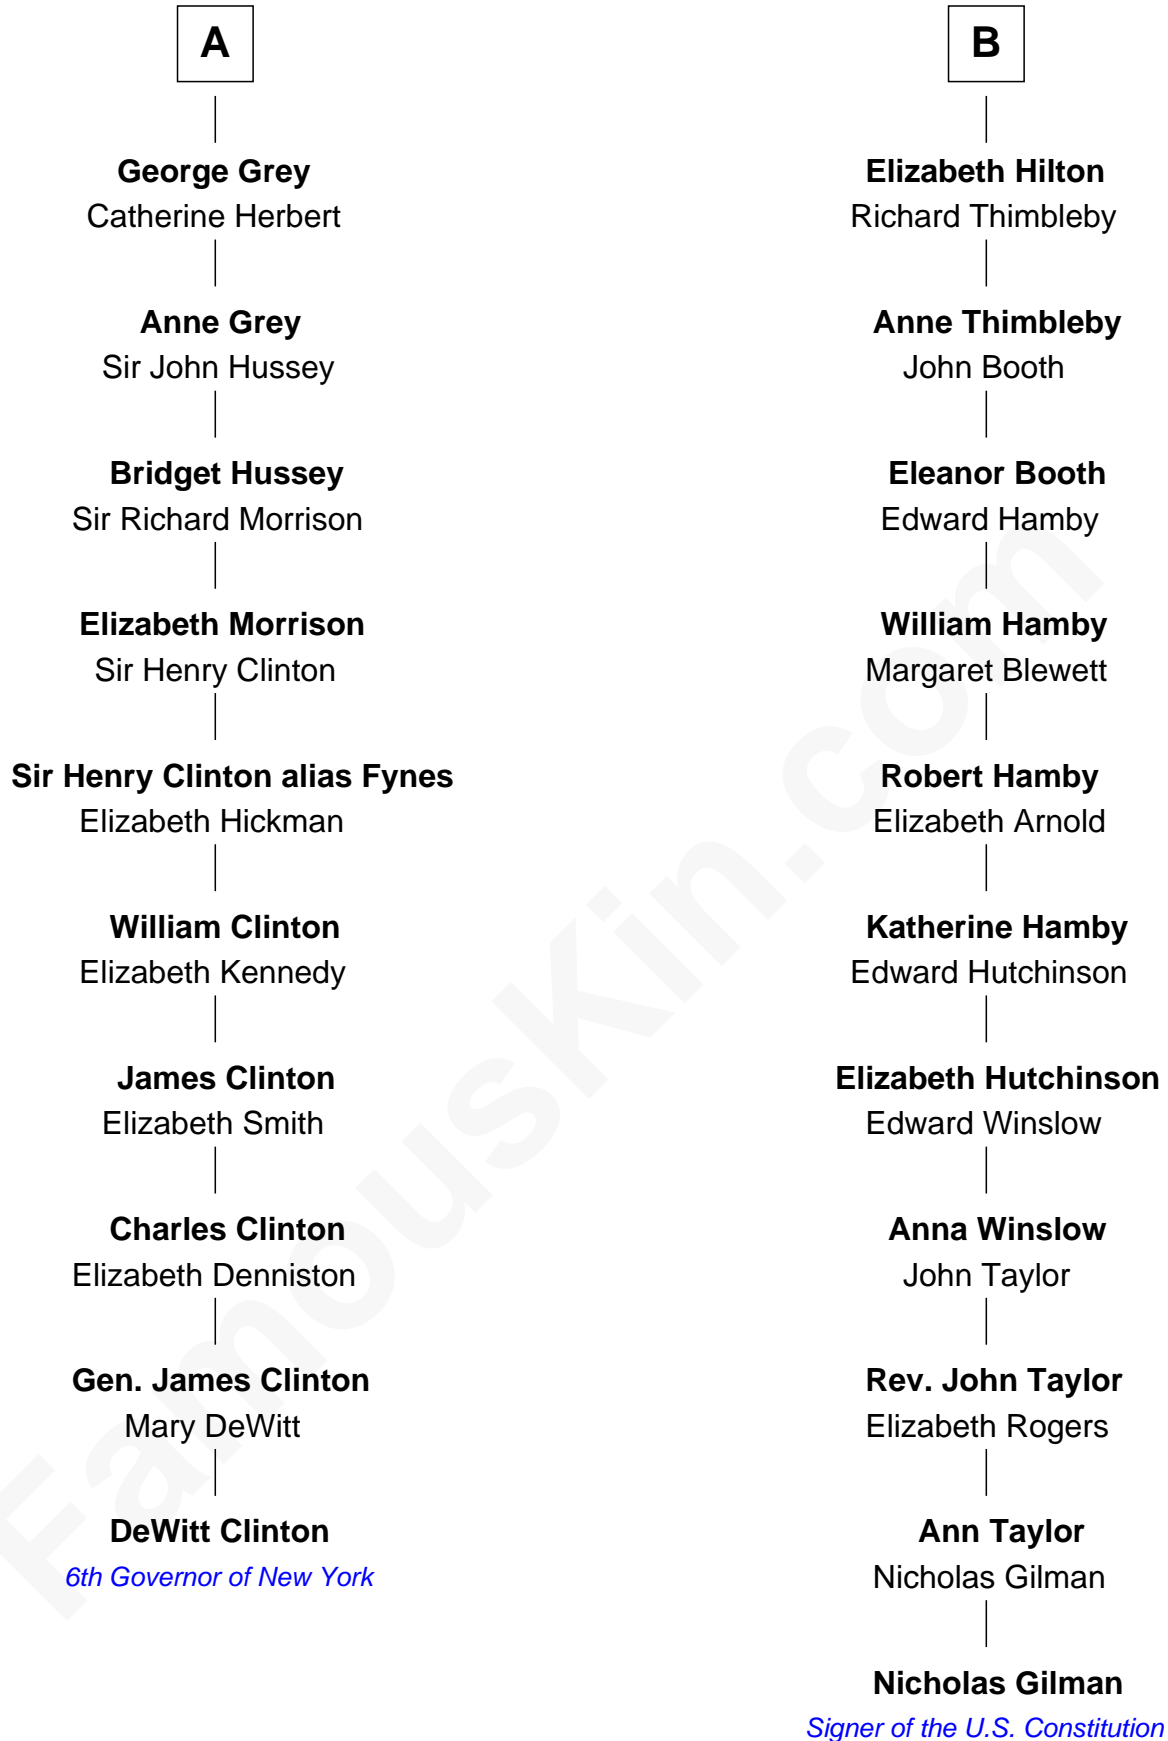 A
George Grey
Catherine Herbert
Anne Grey
Sir John Hussey
Bridget Hussey
Sir Richard Morrison
Elizabeth Morrison
Sir Henry Clinton
Sir Henry Clinton alias Fynes
Elizabeth Hickman
William Clinton
Elizabeth Kennedy
James Clinton
Elizabeth Smith
Charles Clinton
Elizabeth Denniston
Gen. James Clinton
Mary DeWitt
DeWitt Clinton
6th Governor of New York
B
Elizabeth Hilton
Richard Thimbleby
Anne Thimbleby
John Booth
Eleanor Booth
Edward Hamby
William Hamby
Margaret Blewett
Robert Hamby
Elizabeth Arnold
Katherine Hamby
Edward Hutchinson
Elizabeth Hutchinson
Edward Winslow
Anna Winslow
John Taylor
Rev. John Taylor
Elizabeth Rogers
Ann Taylor
Nicholas Gilman
Nicholas Gilman
Signer of the U.S. Constitution
FamousKin.com